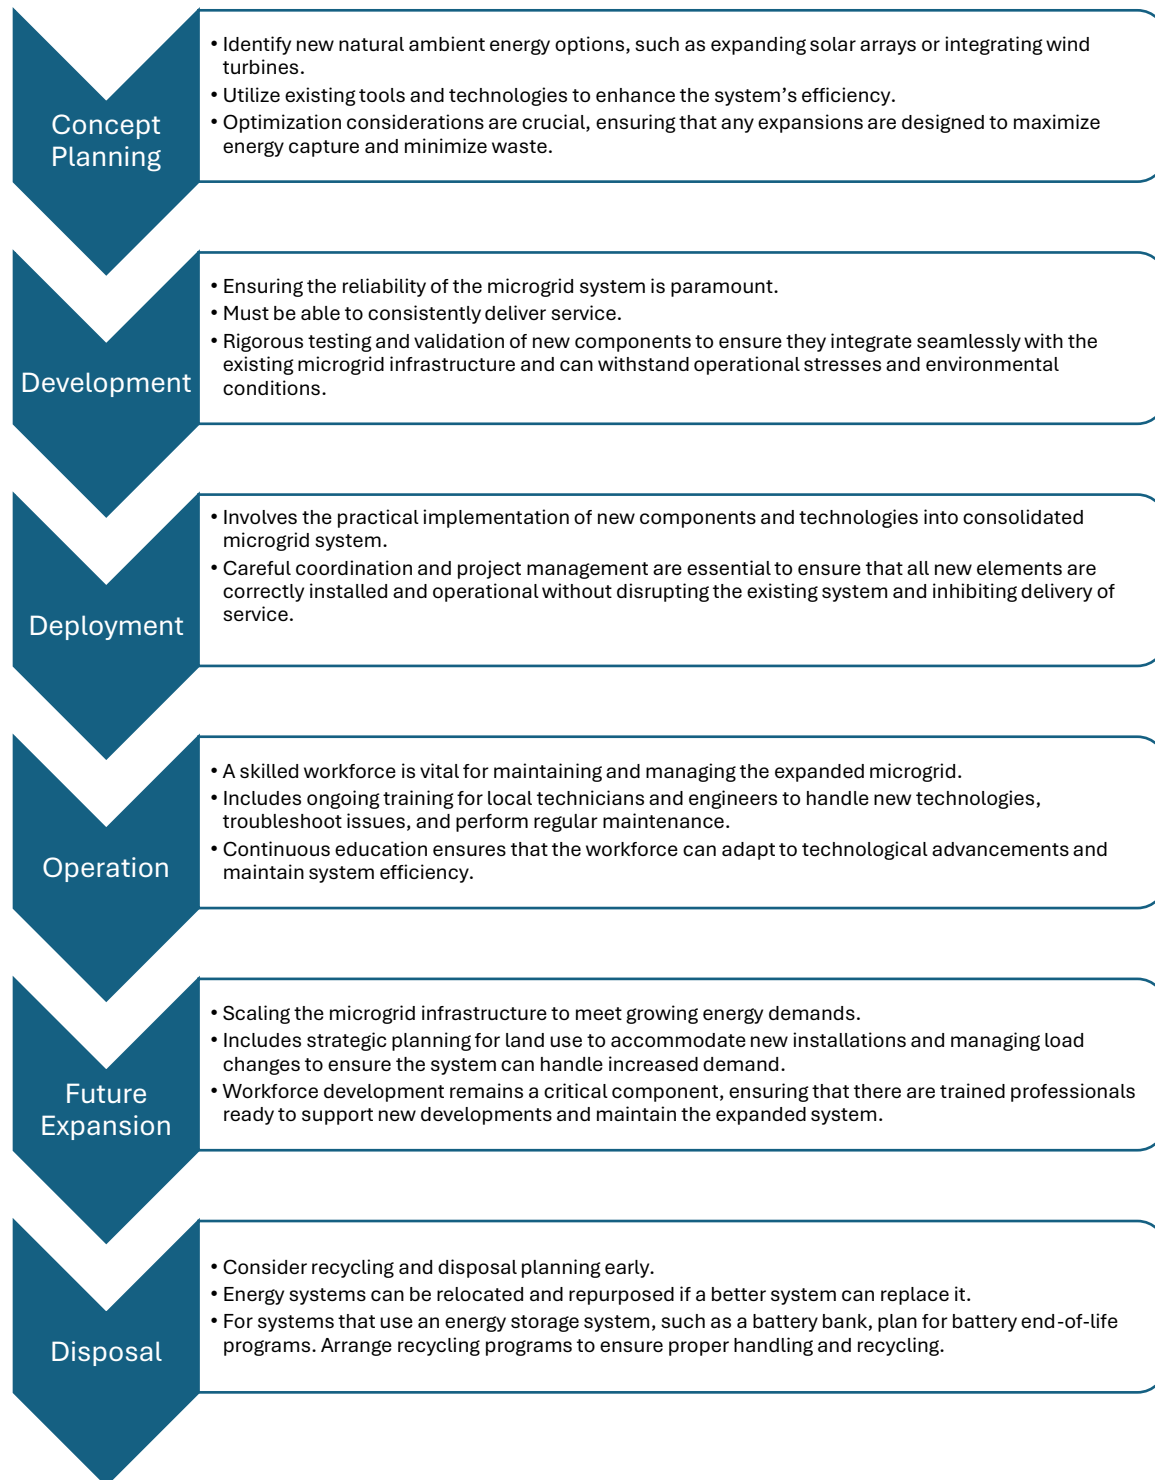 Concept
Planning
• Identify new natural ambient energy options, such as expanding solar arrays or integrating wind
turbines.
• Utilize existing tools and technologies to enhance the system’s efficiency.
• Optimization considerations are crucial, ensuring that any expansions are designed to maximize
energy capture and minimize waste.
Development
• Ensuring the reliability of the microgrid system is paramount.
• Must be able to consistently deliver service.
• Rigorous testing and validation of new components to ensure they integrate seamlessly with the
existing microgrid infrastructure and can withstand operational stresses and environmental
conditions.
Deployment
• Involves the practical implementation of new components and technologies into consolidated
microgrid system.
• Careful coordination and project management are essential to ensure that all new elements are
correctly installed and operational without disrupting the existing system and inhibiting delivery of
service.
Operation
• A skilled workforce is vital for maintaining and managing the expanded microgrid.
• Includes ongoing training for local technicians and engineers to handle new technologies,
troubleshoot issues, and perform regular maintenance.
• Continuous education ensures that the workforce can adapt to technological advancements and
maintain system efficiency.
Future
Expansion
• Scaling the microgrid infrastructure to meet growing energy demands.
• Includes strategic planning for land use to accommodate new installations and managing load
changes to ensure the system can handle increased demand.
• Workforce development remains a critical component, ensuring that there are trained professionals
ready to support new developments and maintain the expanded system.
Disposal
• Consider recycling and disposal planning early.
• Energy systems can be relocated and repurposed if a better system can replace it.
• For systems that use an energy storage system, such as a battery bank, plan for battery end-of-life
programs. Arrange recycling programs to ensure proper handling and recycling.